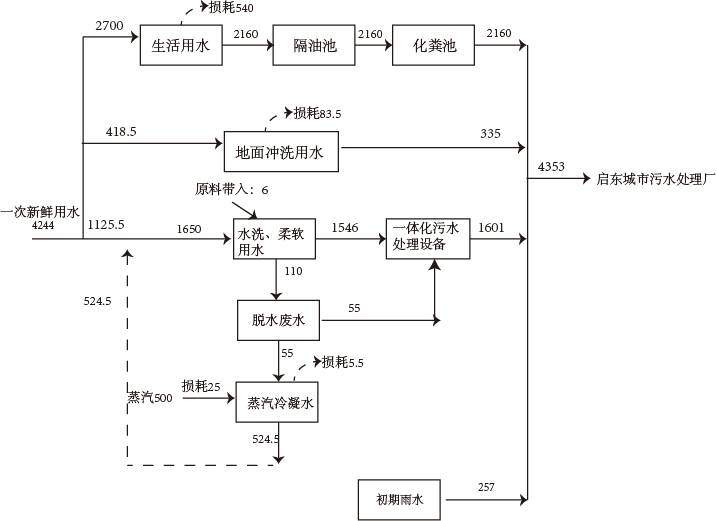 损耗540
2700
生活用水
2160
隔油池
2160
化粪池
2160
损耗83.5
418.5
地面冲洗用水
335
4353
启东城市污水处理厂
原料带入：6
一次新鲜用水
4244
1125.5
1650
水洗、柔软
用水
1546
一体化污水
处理设备
1601
110
524.5
脱水废水
55
55
损耗5.5
蒸汽500
损耗25
蒸汽冷凝水
524.5
初期雨水
257